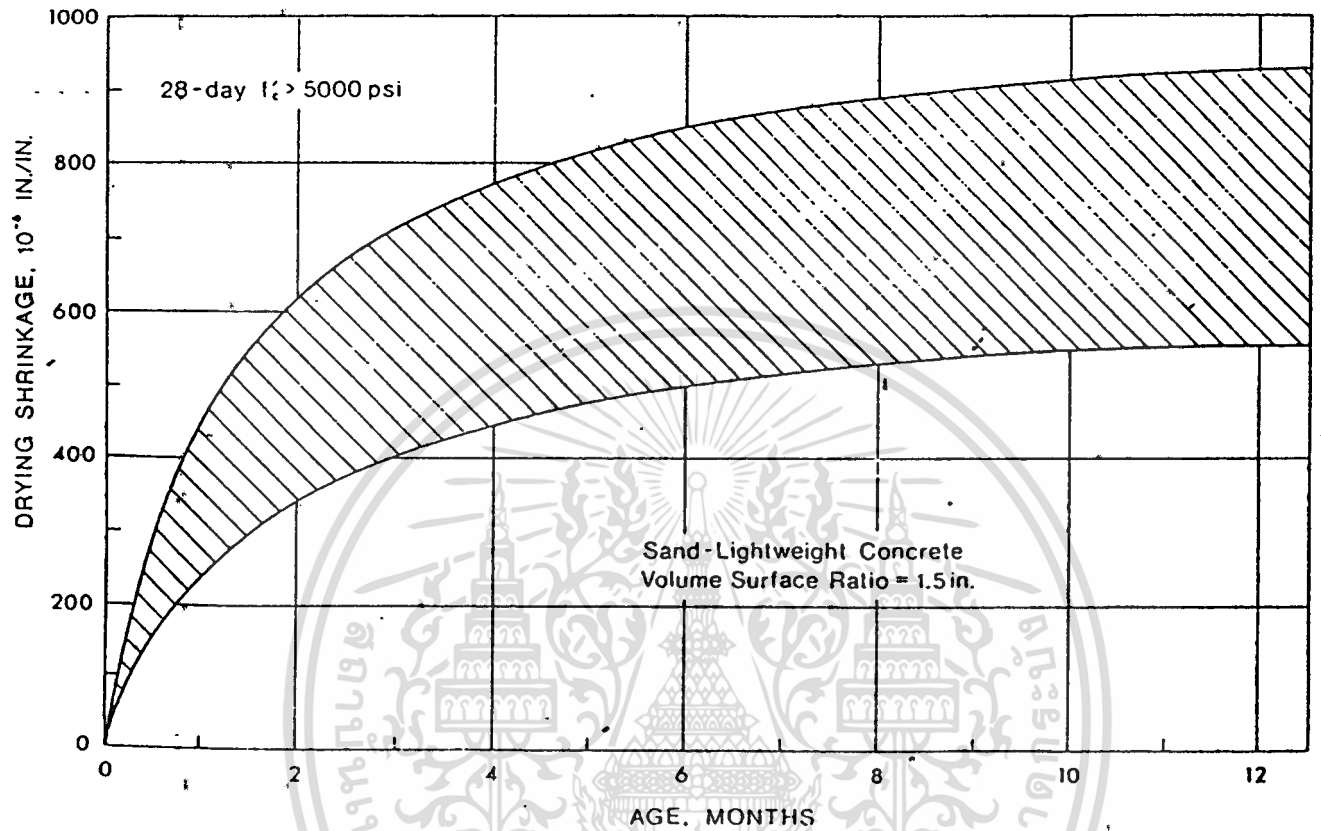 1000
28-day f'c > 5000 psi
800
600
400
200
0
DRYING SHRINKAGE, 10⁻⁶ IN./IN.
Sand-Lightweight Concrete
Volume Surface Ratio = 1.5 in.
0 2 4 6 8 10 12
AGE, MONTHS